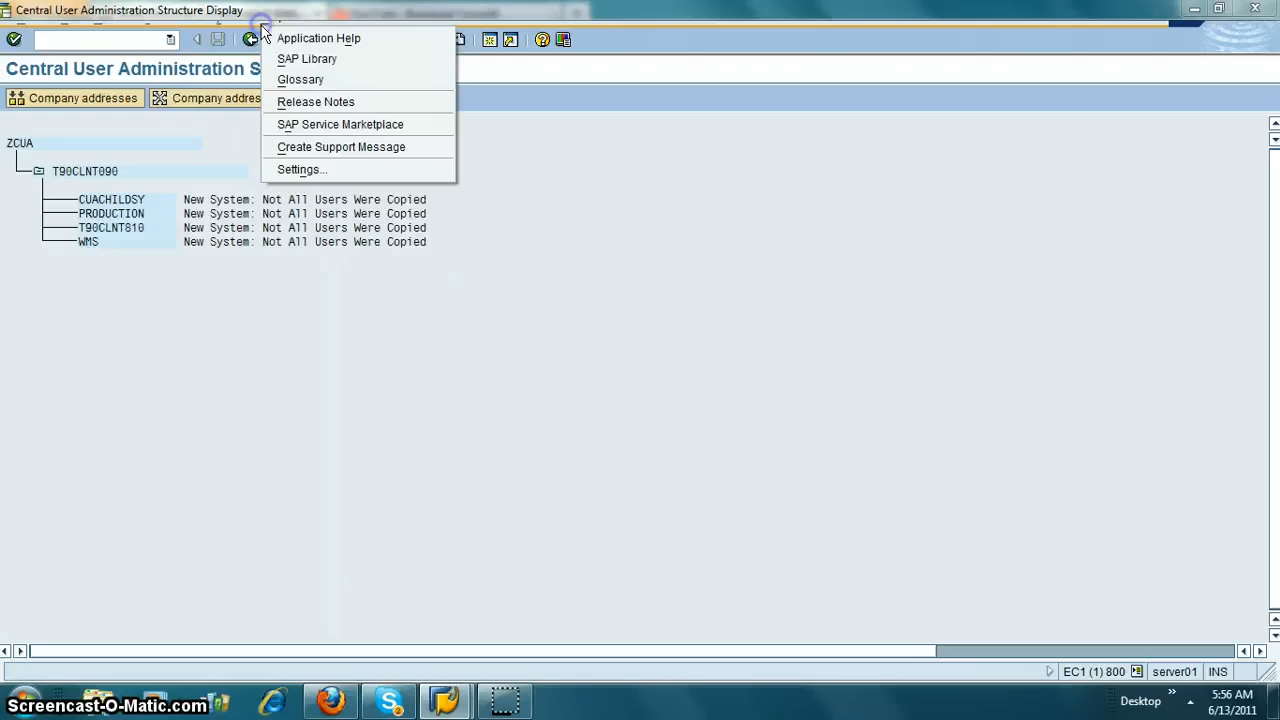 Central User Administration Structure Display
Application Help
SAP Library
Glossary
Release Notes
SAP Service Marketplace
Create Support Message
Settings...
Central User Administration S
Company addresses
Company addres
ZCUA
T90CLNT090
CUACHILDSY New System: Not All Users Were Copied
PRODUCTION New System: Not All Users Were Copied
T90CLNT810 New System: Not All Users Were Copied
WMS New System: Not All Users Were Copied
EC1 (1) 800 server01 INS
Screencast-O-Matic.com
Desktop
5:56 AM
6/13/2011